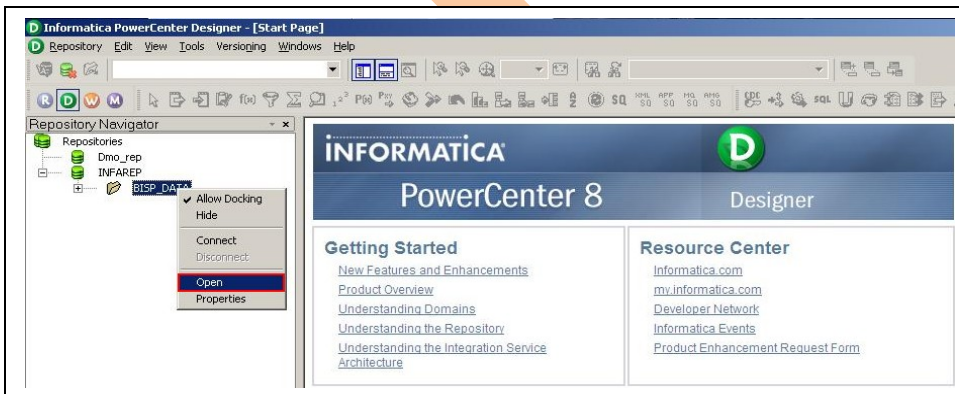 Informatica PowerCenter Designer - [Start Page]
Repository Edit View Tools Versioning Windows Help
Repository Navigator
Repositories
Dmo_rep
INFAREP
BISP_DATA
Allow Docking
Hide
Connect
Disconnect
Open
Properties
INFORMATICA
PowerCenter 8
Designer
Getting Started
New Features and Enhancements
Product Overview
Understanding Domains
Understanding the Repository
Understanding the Integration Service
Architecture
Resource Center
Informatica.com
my.informatica.com
Developer Network
Informatica Events
Product Enhancement Request Form